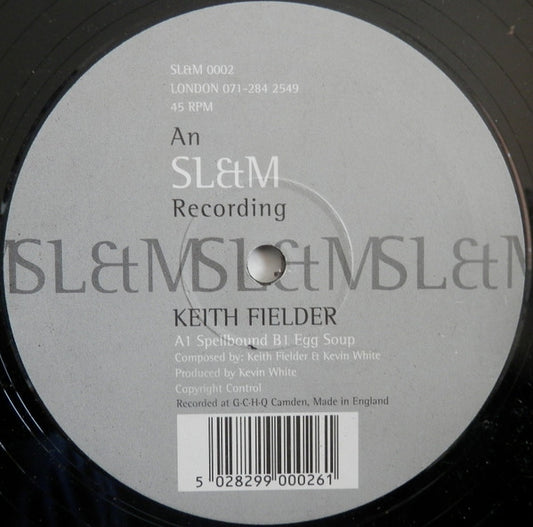 SL&M 0002
LONDON 071-284 2549
45 RPM
An
SL&M
Recording
SL&M SL&M SL&M
KEITH FIELDER
A1 Spellbound B1 Egg Soup
Composed by: Keith Fielder & Kevin White
Produced by Kevin White
Copyright Control
Recorded at G·C·H·Q Camden, Made in England
5 028299 000261